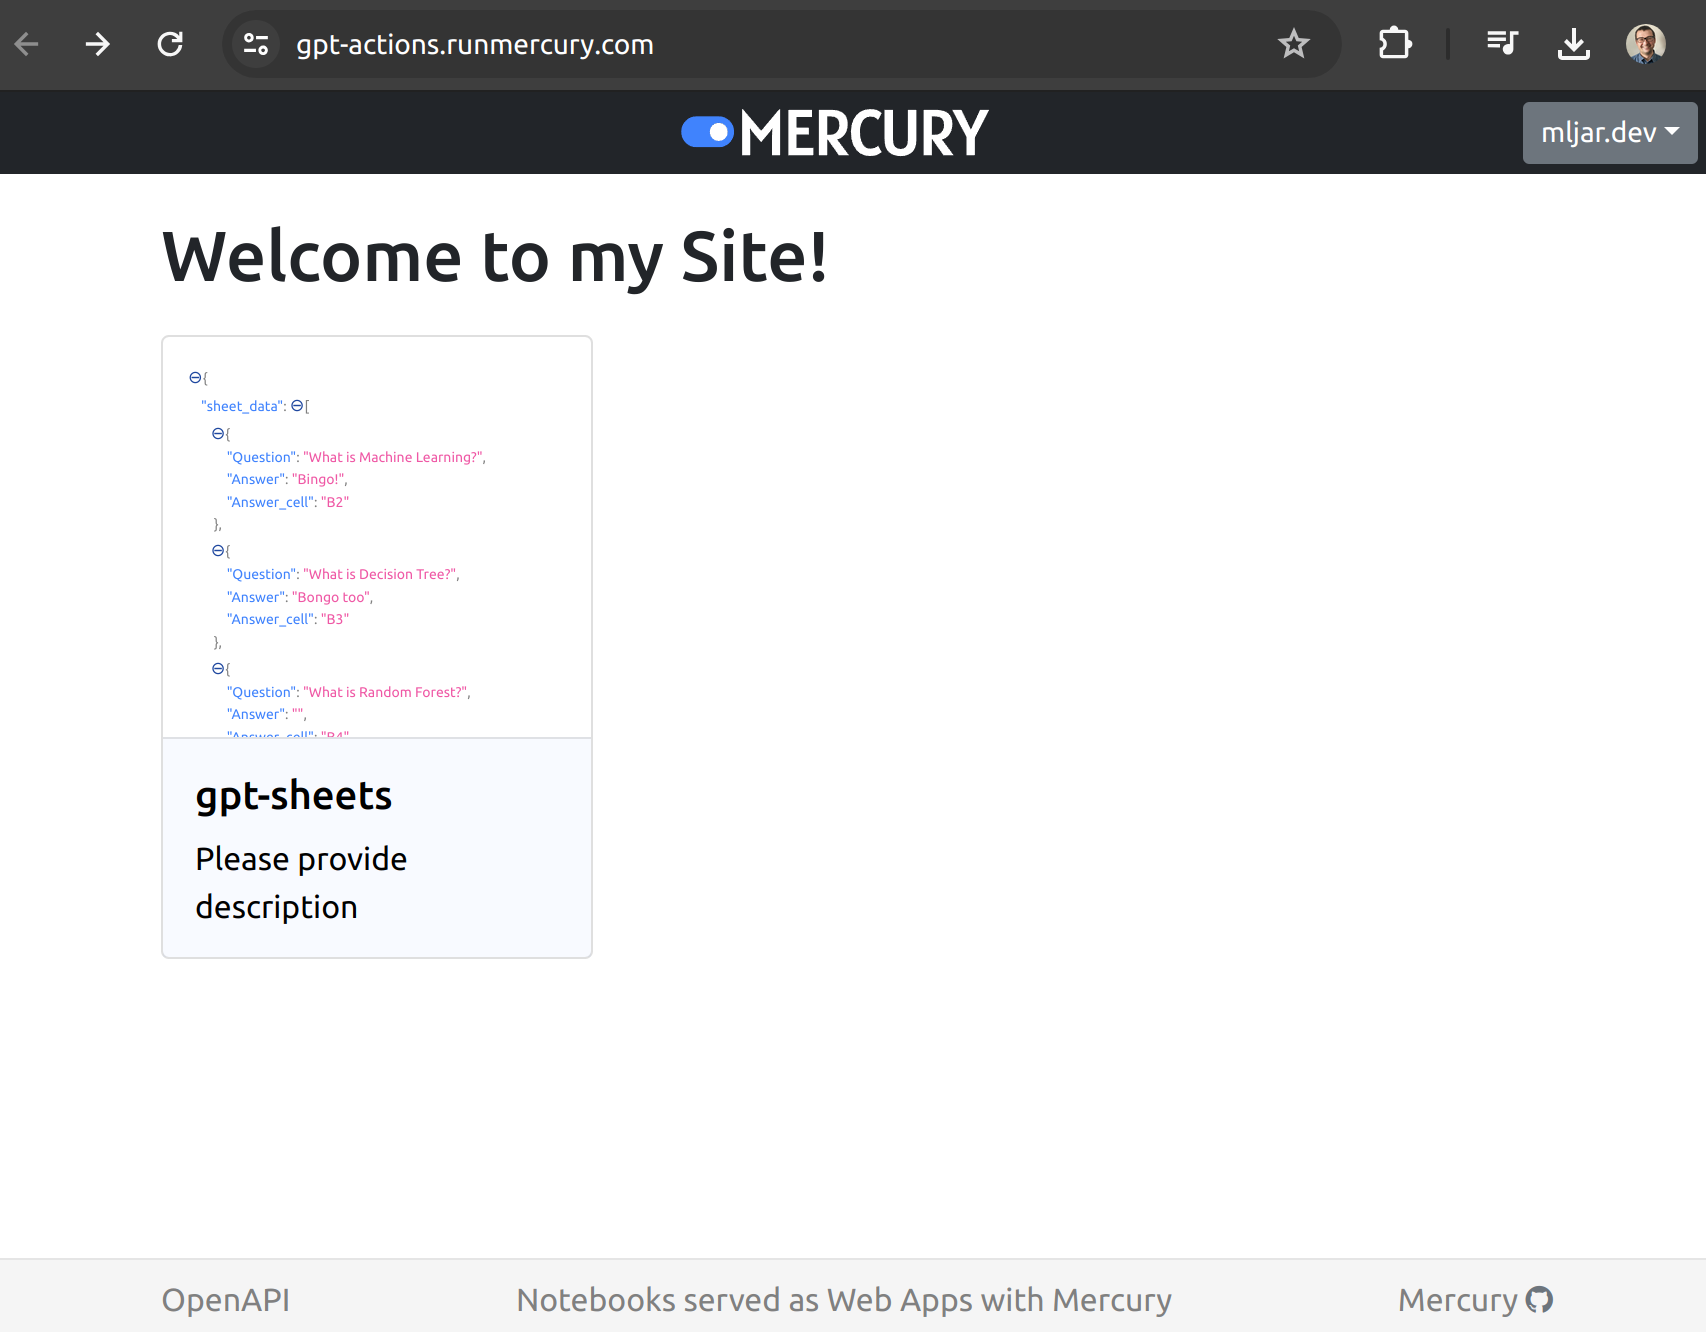 gpt-actions.runmercury.com
MERCURY
mljar.dev
Welcome to my Site!
{
"sheet_data": [
{
"Question": "What is Machine Learning?",
"Answer": "Bingo!",
"Answer_cell": "B2"
},
{
"Question": "What is Decision Tree?",
"Answer": "Bongo too",
"Answer_cell": "B3"
},
{
"Question": "What is Random Forest?",
"Answer": "",
"Answer_cell": "B4"
gpt-sheets
Please provide
description
OpenAPI
Notebooks served as Web Apps with Mercury
Mercury